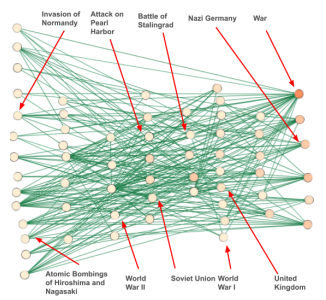 Invasion of
Normandy
Attack on
Pearl
Harbor
Battle of
Stalingrad
Nazi Germany
War
Atomic Bombings
of Hiroshima and
Nagasaki
World
War II
Soviet Union
World
War I
United
Kingdom